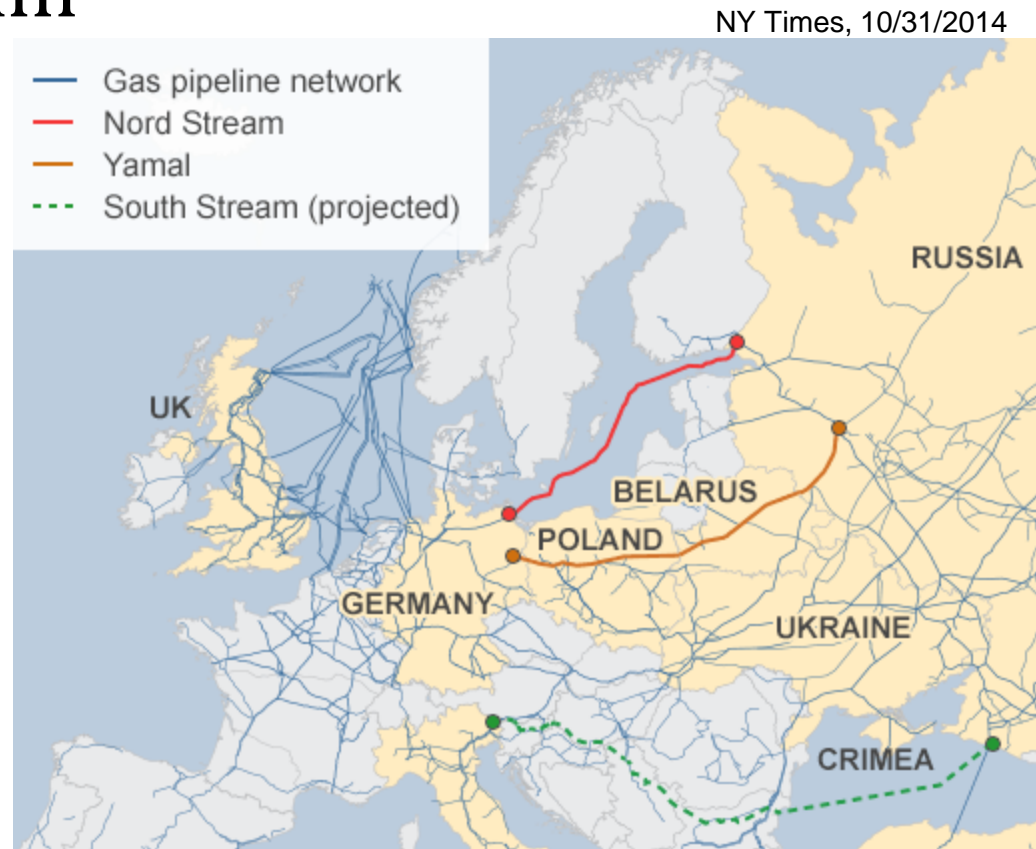 NY Times, 10/31/2014
Gas pipeline network
Nord Stream
Yamal
South Stream (projected)
RUSSIA
UK
BELARUS
POLAND
GERMANY
UKRAINE
CRIMEA